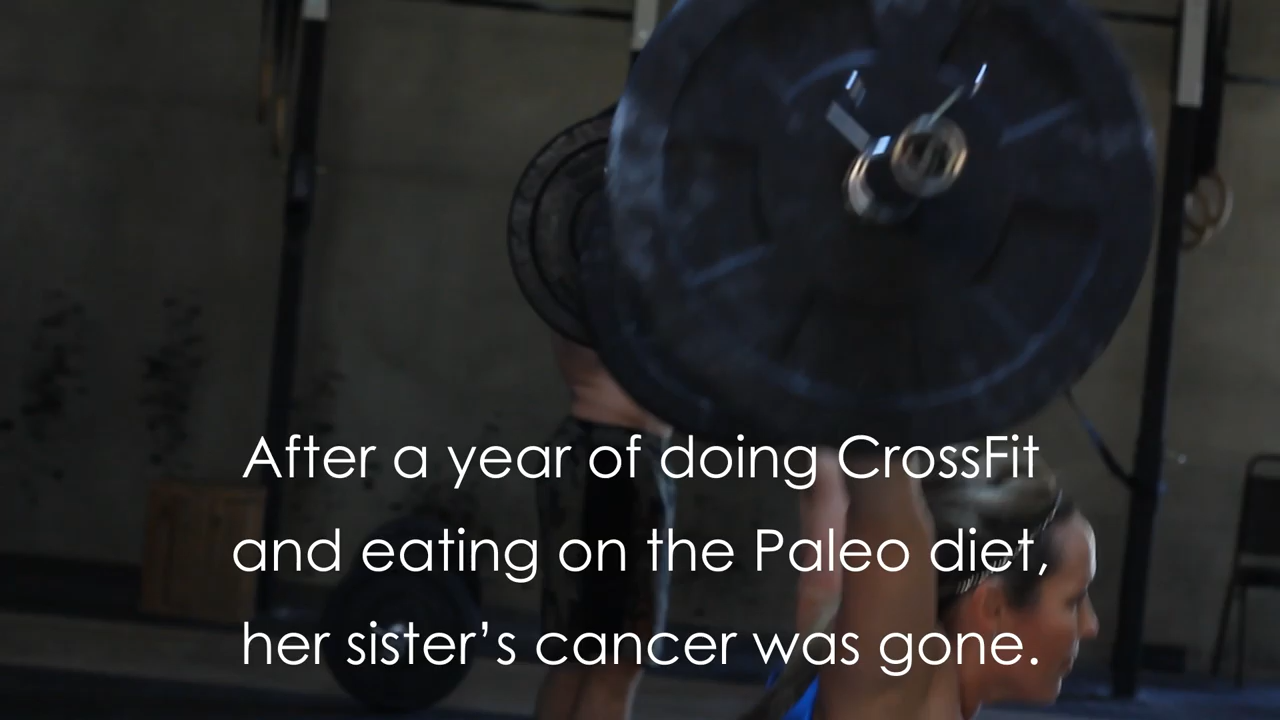 After a year of doing CrossFit
and eating on the Paleo diet,
her sister’s cancer was gone.